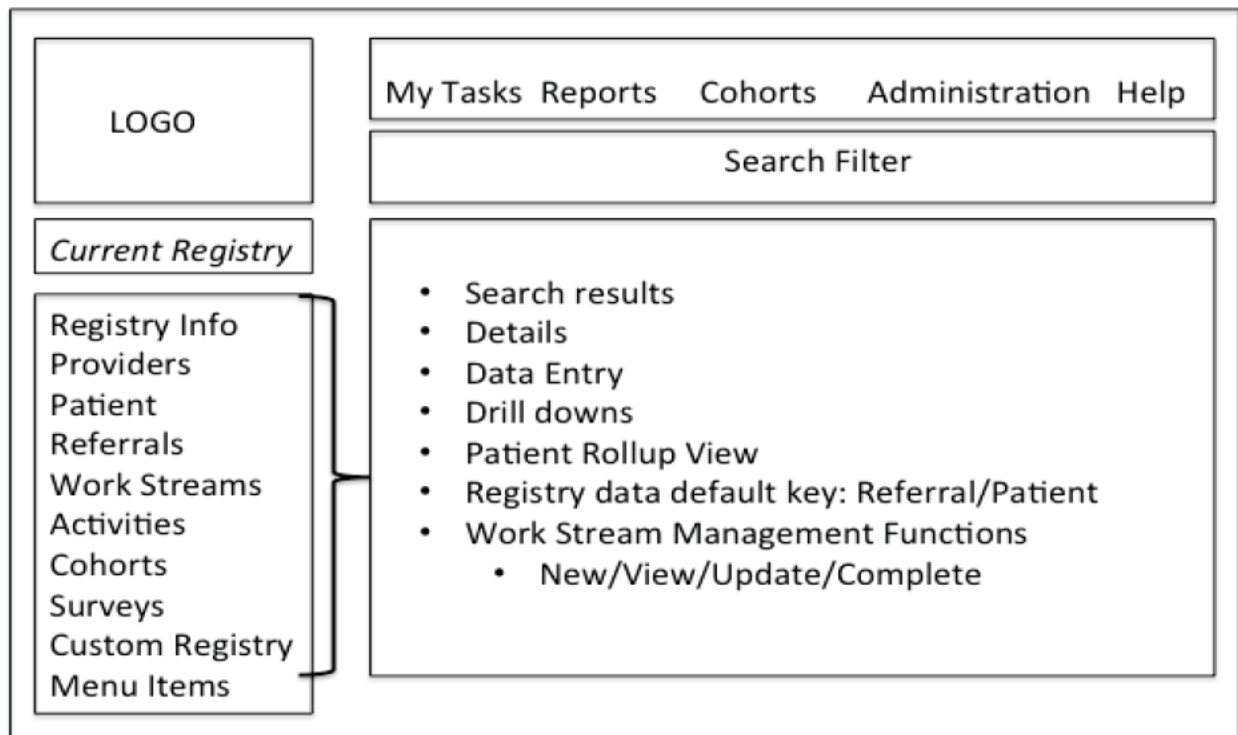 LOGO
My Tasks Reports Cohorts Administration Help
Search Filter
Current Registry
Registry Info
Providers
Patient
Referrals
Work Streams
Activities
Cohorts
Surveys
Custom Registry
Menu Items
• Search results
• Details
• Data Entry
• Drill downs
• Patient Rollup View
• Registry data default key: Referral/Patient
• Work Stream Management Functions
• New/View/Update/Complete